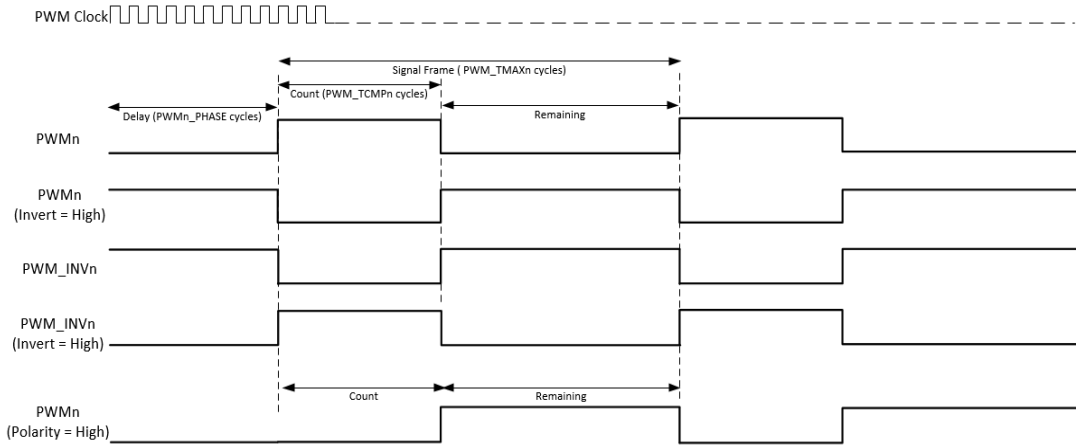 PWM Clock
Signal Frame ( PWM_TMAXn cycles)
Count (PWM_TCMPn cycles)
Delay (PWMn_PHASE cycles)
Remaining
PWMn
PWMn
(Invert = High)
PWM_INVn
PWM_INVn
(Invert = High)
Count
Remaining
PWMn
(Polarity = High)